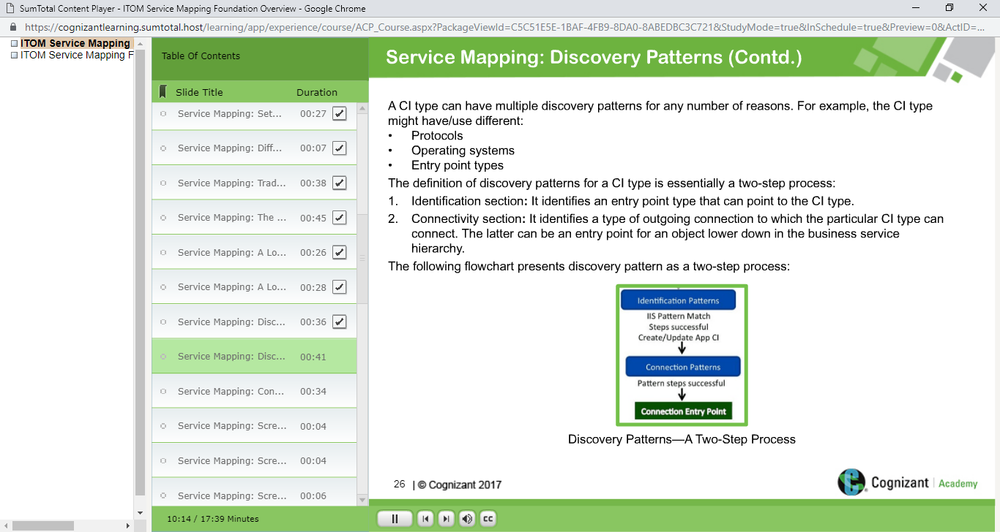 SumTotal Content Player - ITOM Service Mapping Foundation Overview - Google Chrome
https://cognizantlearning.sumtotal.host/learning/app/experience/course/ACP_Course.aspx?PackageViewId=C5C51E5E-1BAF-4FB9-8DA0-8ABEDBC3C721&StudyMode=true&InSchedule=true&Preview=0&ActID=...
ITOM Service Mapping
ITOM Service Mapping F
Table Of Contents
Slide Title Duration
Service Mapping: Set... 00:27
Service Mapping: Diff... 00:07
Service Mapping: Trad... 00:38
Service Mapping: The ... 00:45
Service Mapping: A Lo... 00:26
Service Mapping: A Lo... 00:28
Service Mapping: Disc... 00:36
Service Mapping: Disc... 00:41
Service Mapping: Con... 00:34
Service Mapping: Scre... 00:04
Service Mapping: Scre... 00:04
Service Mapping: Scre... 00:06
10:14 / 17:39 Minutes
Service Mapping: Discovery Patterns (Contd.)
A CI type can have multiple discovery patterns for any number of reasons. For example, the CI type
might have/use different:
• Protocols
• Operating systems
• Entry point types
The definition of discovery patterns for a CI type is essentially a two-step process:
1. Identification section: It identifies an entry point type that can point to the CI type.
2. Connectivity section: It identifies a type of outgoing connection to which the particular CI type can
connect. The latter can be an entry point for an object lower down in the business service
hierarchy.
The following flowchart presents discovery pattern as a two-step process:
Identification Patterns
IIS Pattern Match
Steps successful
Create/Update App CI
Connection Patterns
Pattern steps successful
Connection Entry Point
Discovery Patterns—A Two-Step Process
26 | © Cognizant 2017
Cognizant | Academy
CC